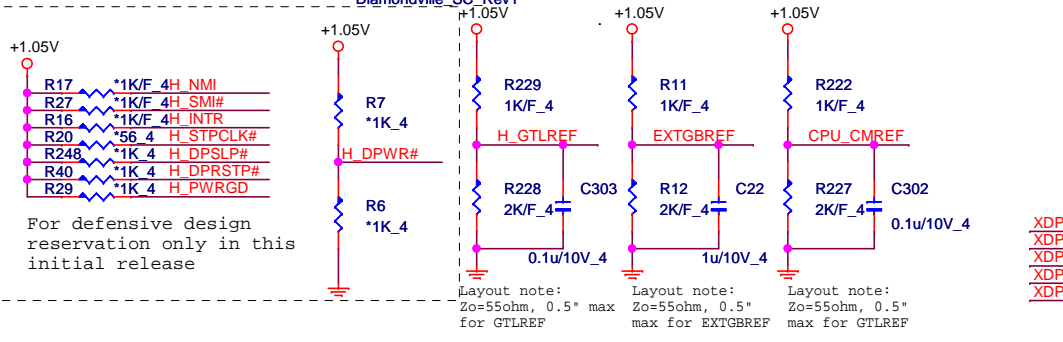 Diamondville_SC_Rev1
+1.05V
R17 *1K/F_4 H_NMI
R27 *1K/F_4 H_SMI#
R16 *1K/F_4 H_INTR
R20 *56_4 H_STPCLK#
R248 *1K_4 H_DPSLP#
R40 *1K_4 H_DPRSTP#
R29 *1K_4 H_PWRGD
For defensive design
reservation only in this
initial release
+1.05V
R7
*1K_4
H_DPWR#
R6
*1K_4
+1.05V
R229
1K/F_4
H_GTLREF
R228
2K/F_4
C303
0.1u/10V_4
Layout note:
Zo=55ohm, 0.5" max
for GTLREF
+1.05V
R11
1K/F_4
EXTGBREF
R12
2K/F_4
C22
1u/10V_4
Layout note:
Zo=55ohm, 0.5"
max for EXTGBREF
+1.05V
R222
1K/F_4
CPU_CMREF
R227
2K/F_4
C302
0.1u/10V_4
Layout note:
Zo=55ohm, 0.5"
max for GTLREF
XDP
XDP
XDP
XDP
XDP